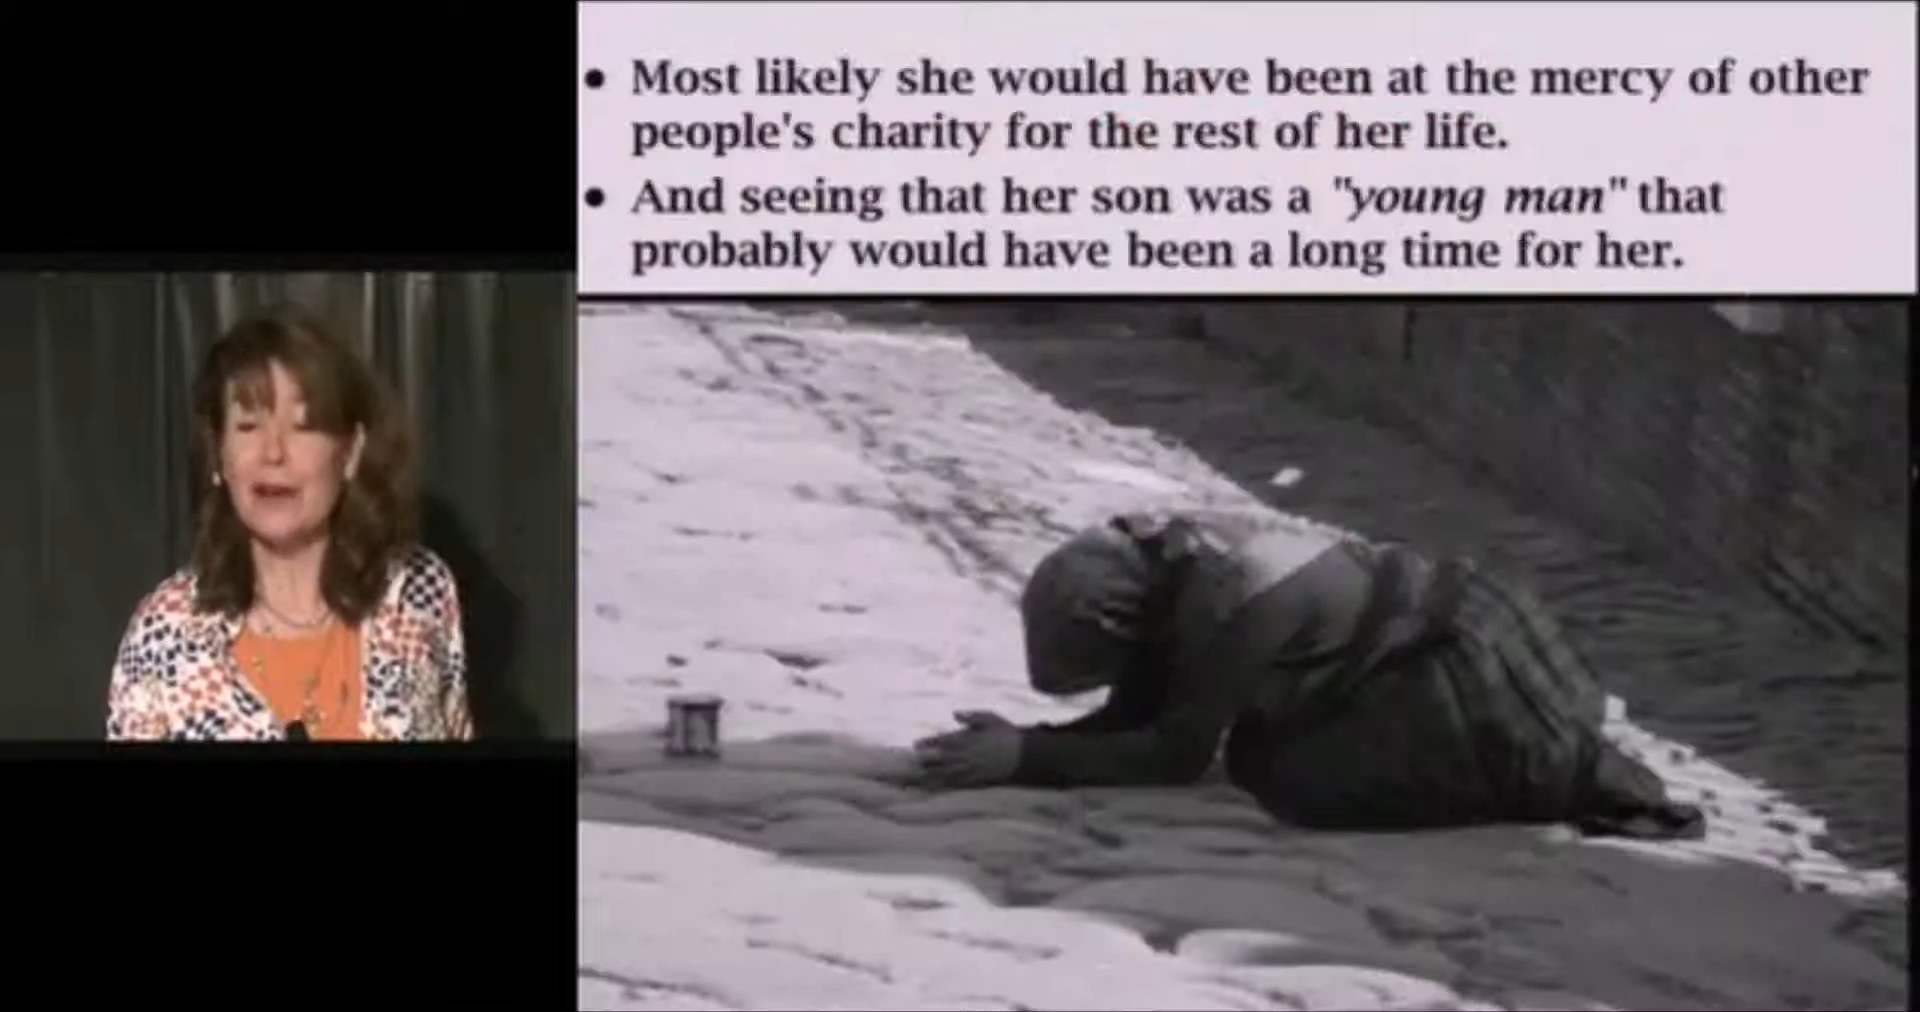 • Most likely she would have been at the mercy of other
people's charity for the rest of her life.
• And seeing that her son was a "young man" that
probably would have been a long time for her.